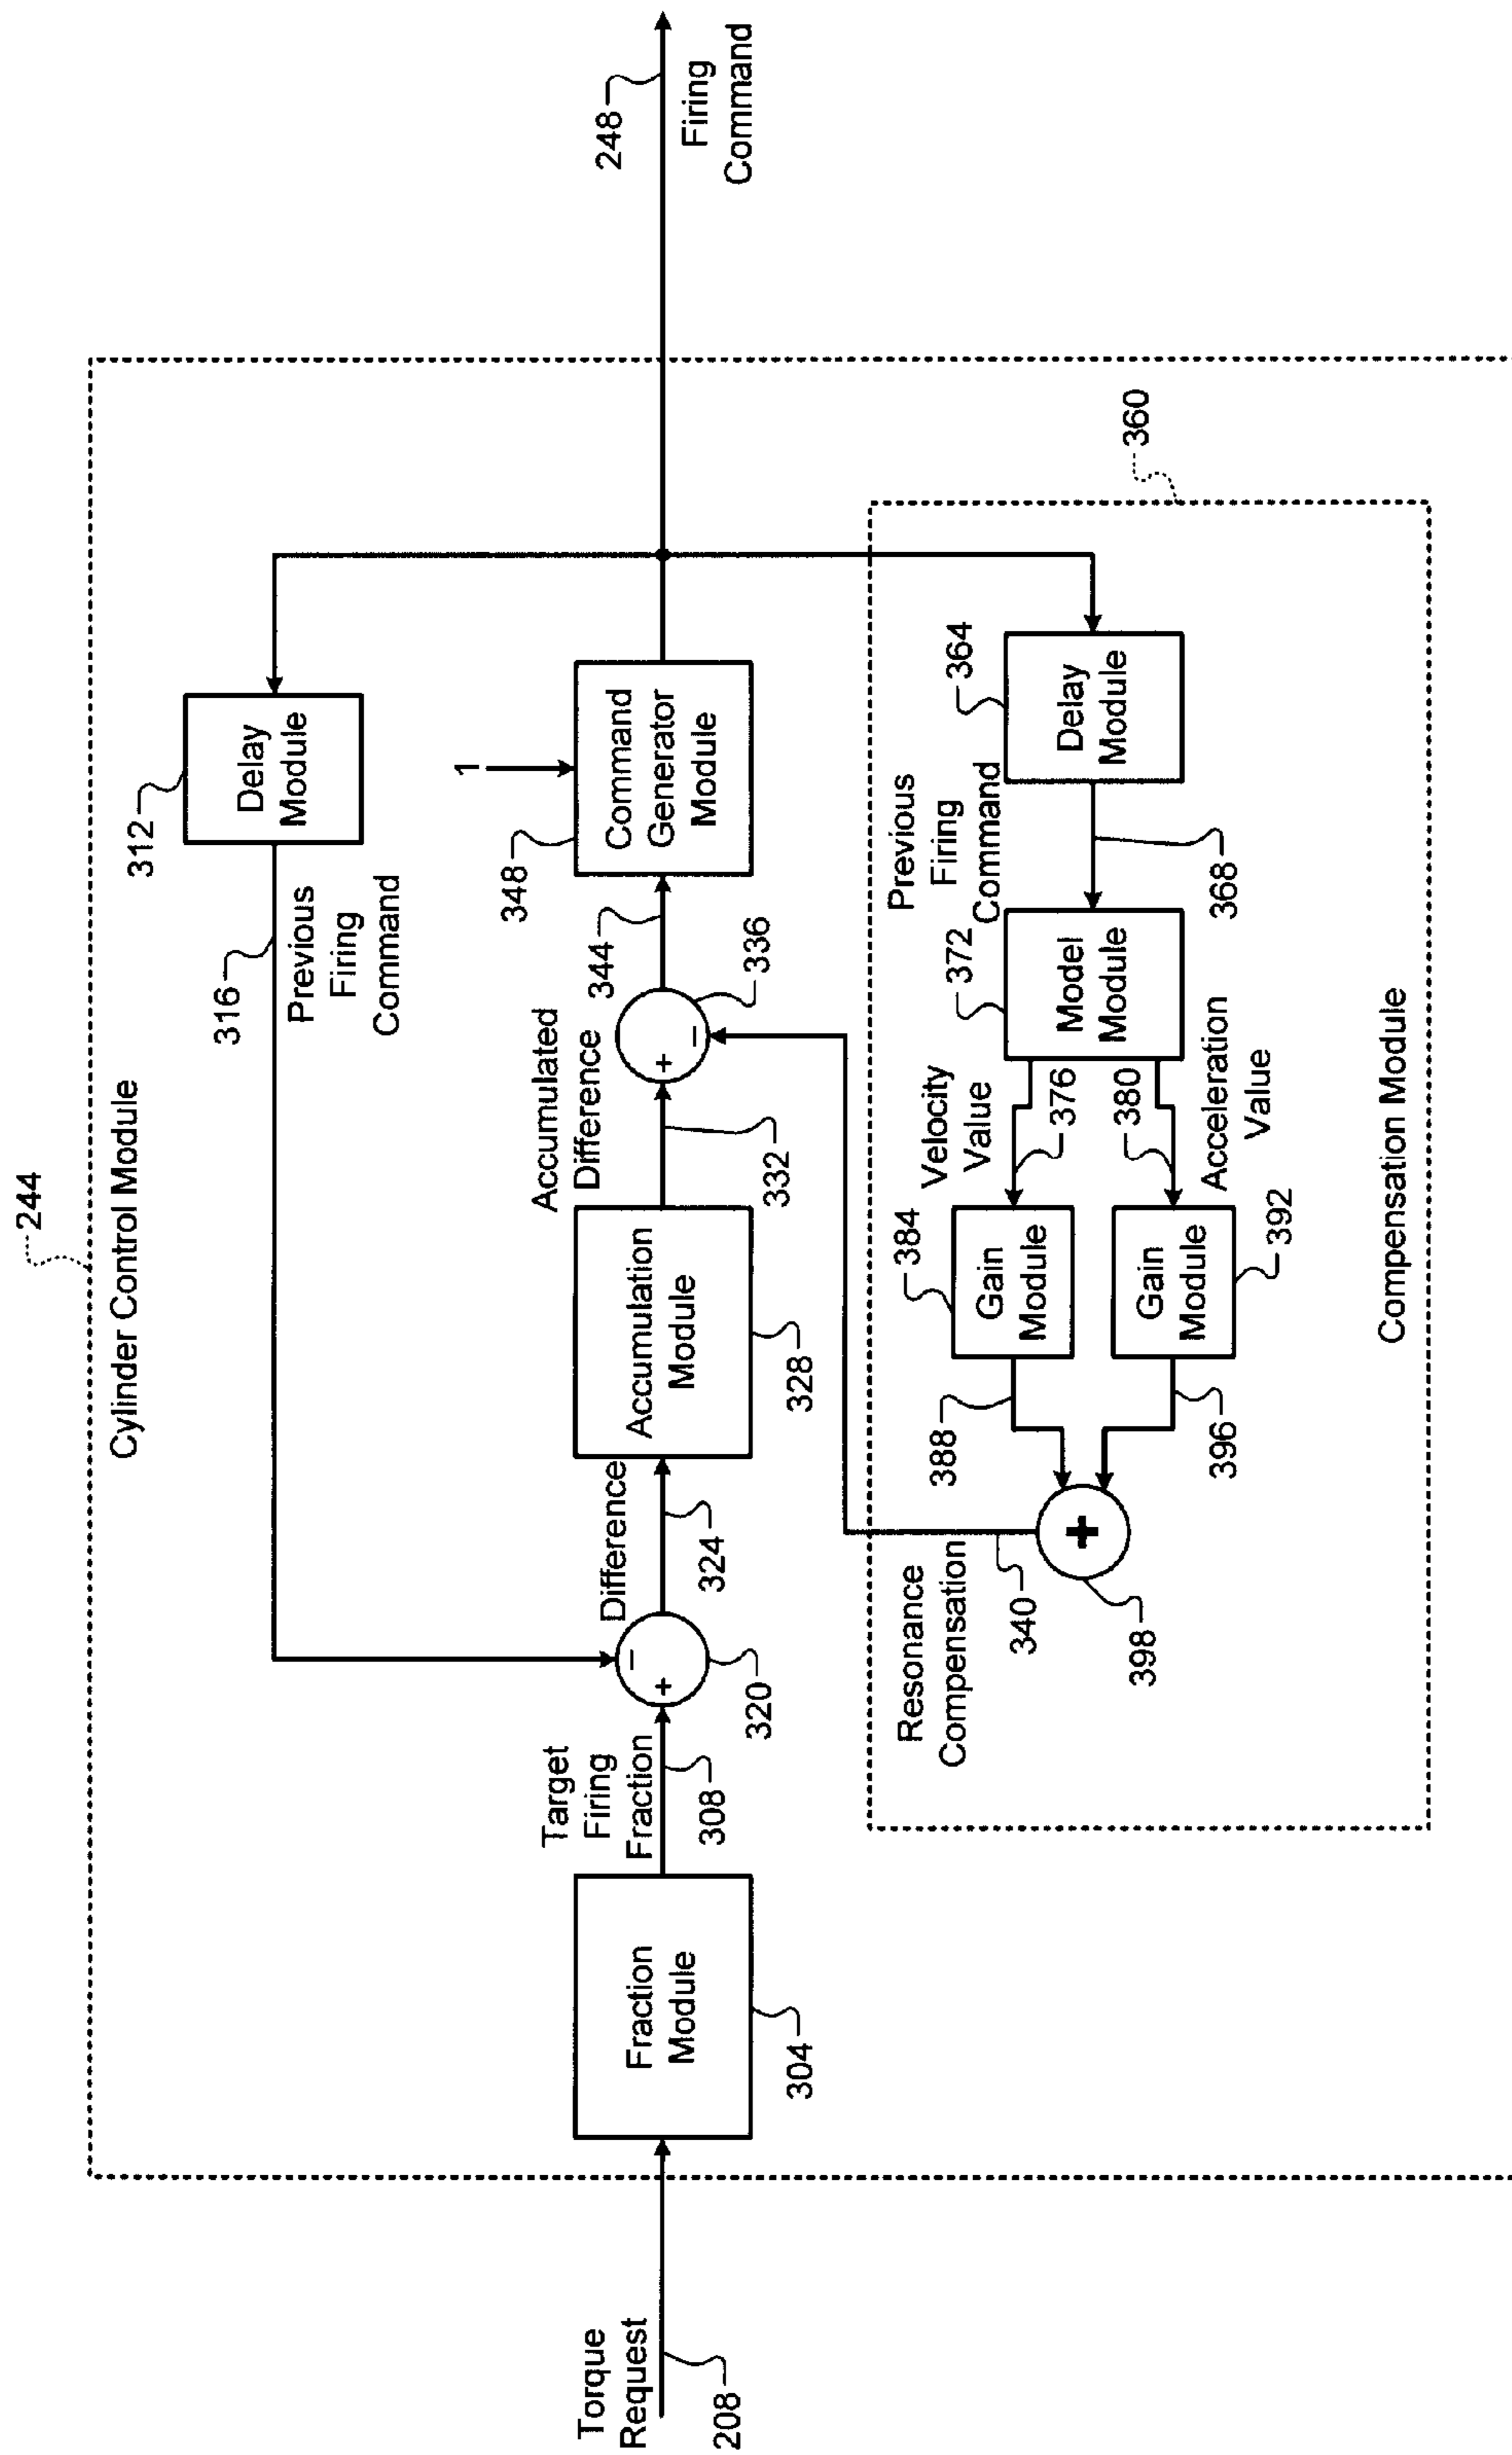 244
Cylinder Control Module
312
Delay
Module
316
Previous
Firing
Command
Torque
Request
208
Fraction
Module
304
Target
Firing
Fraction
308
320
+
−
Difference
324
Accumulation
Module
328
Accumulated
Difference
332
+
−
336
344
348
1
Command
Generator
Module
248
Firing
Command
360
364
Delay
Module
Previous
Firing
Command
368
372
Model
Module
Velocity
Value
376
380
Acceleration
Value
384
Gain
Module
392
Gain
Module
388
396
+
398
Resonance
Compensation
340
Compensation Module